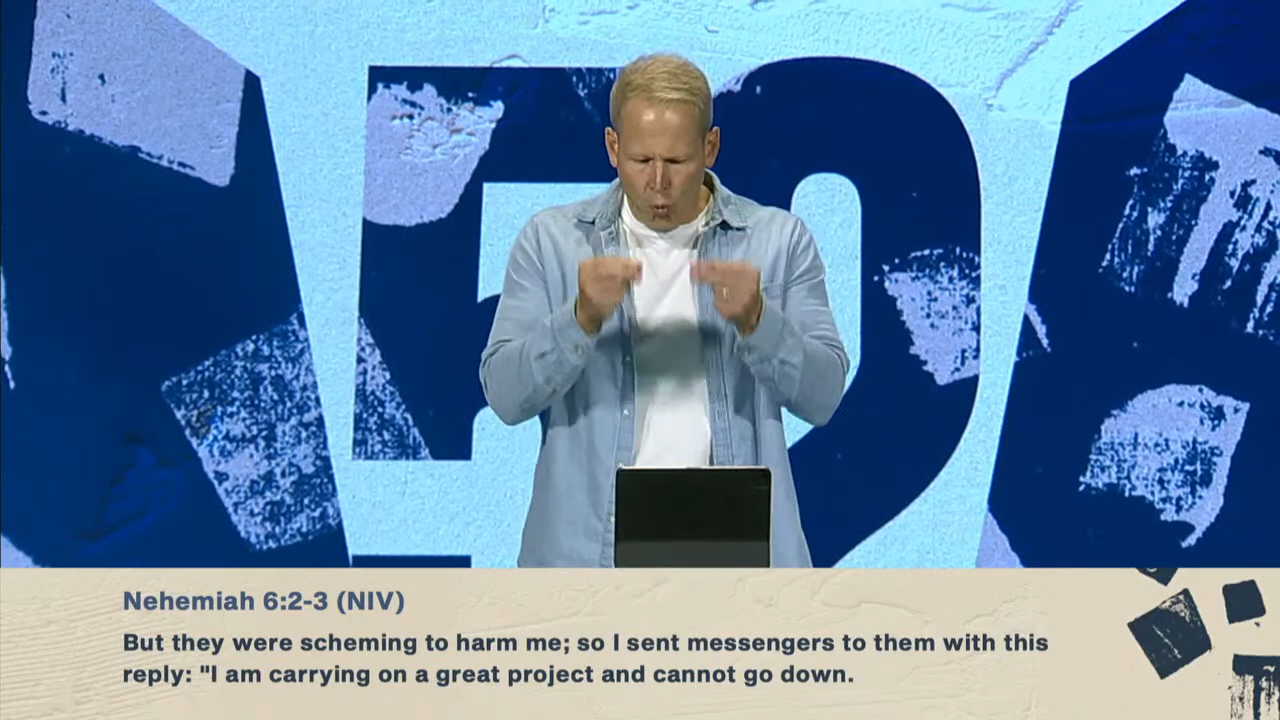 Nehemiah 6:2-3 (NIV)
But they were scheming to harm me; so I sent messengers to them with this
reply: "I am carrying on a great project and cannot go down.